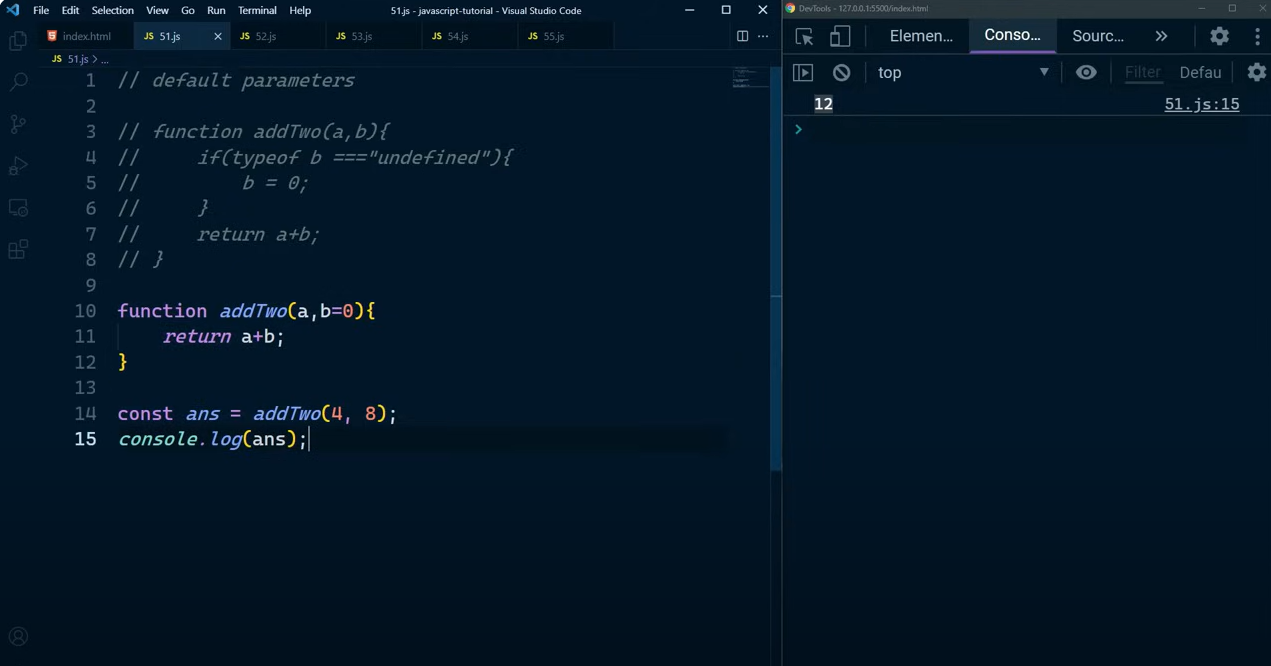 File Edit Selection View Go Run Terminal Help 51.js - javascript-tutorial - Visual Studio Code
index.html JS 51.js JS 52.js JS 53.js JS 54.js JS 55.js
JS 51.js > ...
1 // default parameters
2
3 // function addTwo(a,b){
4 //     if(typeof b ==="undefined"){
5 //         b = 0;
6 //     }
7 //     return a+b;
8 // }
9
10 function addTwo(a,b=0){
11     return a+b;
12 }
13
14 const ans = addTwo(4, 8);
15 console.log(ans);
DevTools - 127.0.0.1:5500/index.html
Elemen... Conso... Sourc... »
top Filter Defau
12 51.js:15
>